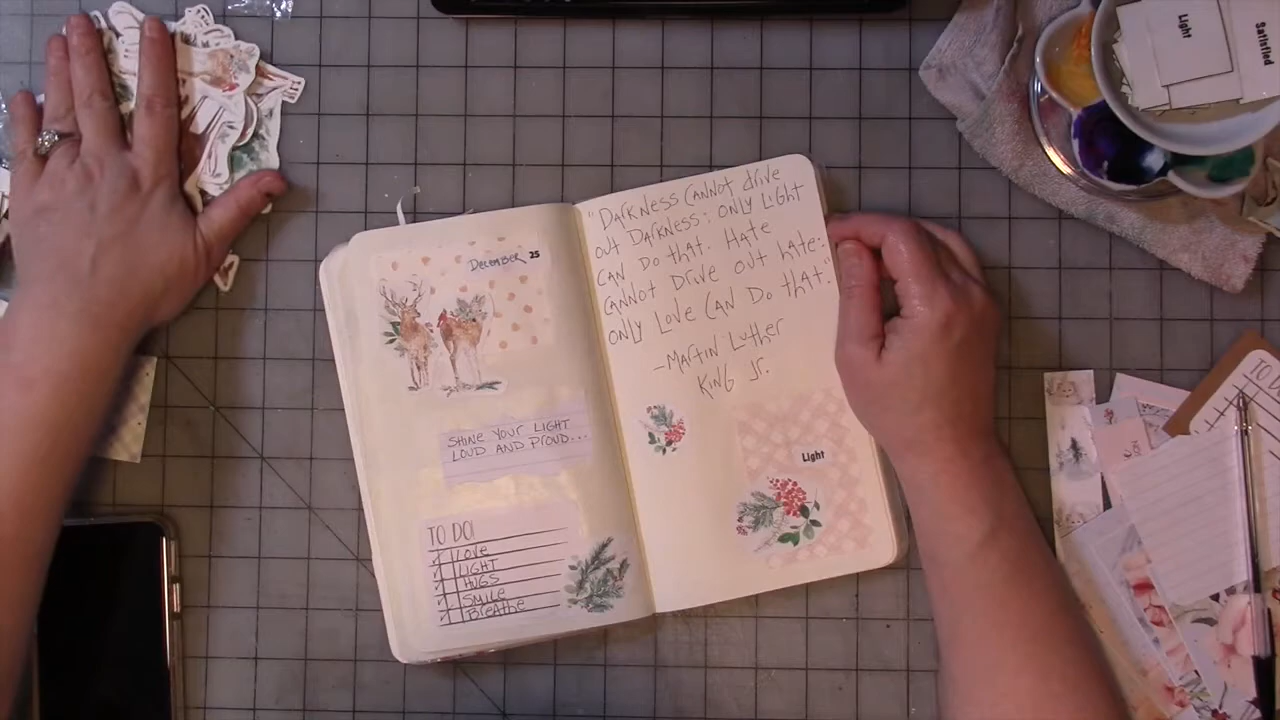 DECEMBER 25
SHINE YOUR LIGHT
LOUD AND PROUD...
TO DO!
LOVE
LIGHT
HUGS
SMILE
BREATHE
"DARKNESS CANNOT DRIVE
OUT DARKNESS: ONLY LIGHT
CAN DO THAT. HATE
CANNOT DRIVE OUT HATE:
ONLY LOVE CAN DO THAT."
-MARTIN LUTHER
KING JR.
Light
Light
Satisfied
TO D